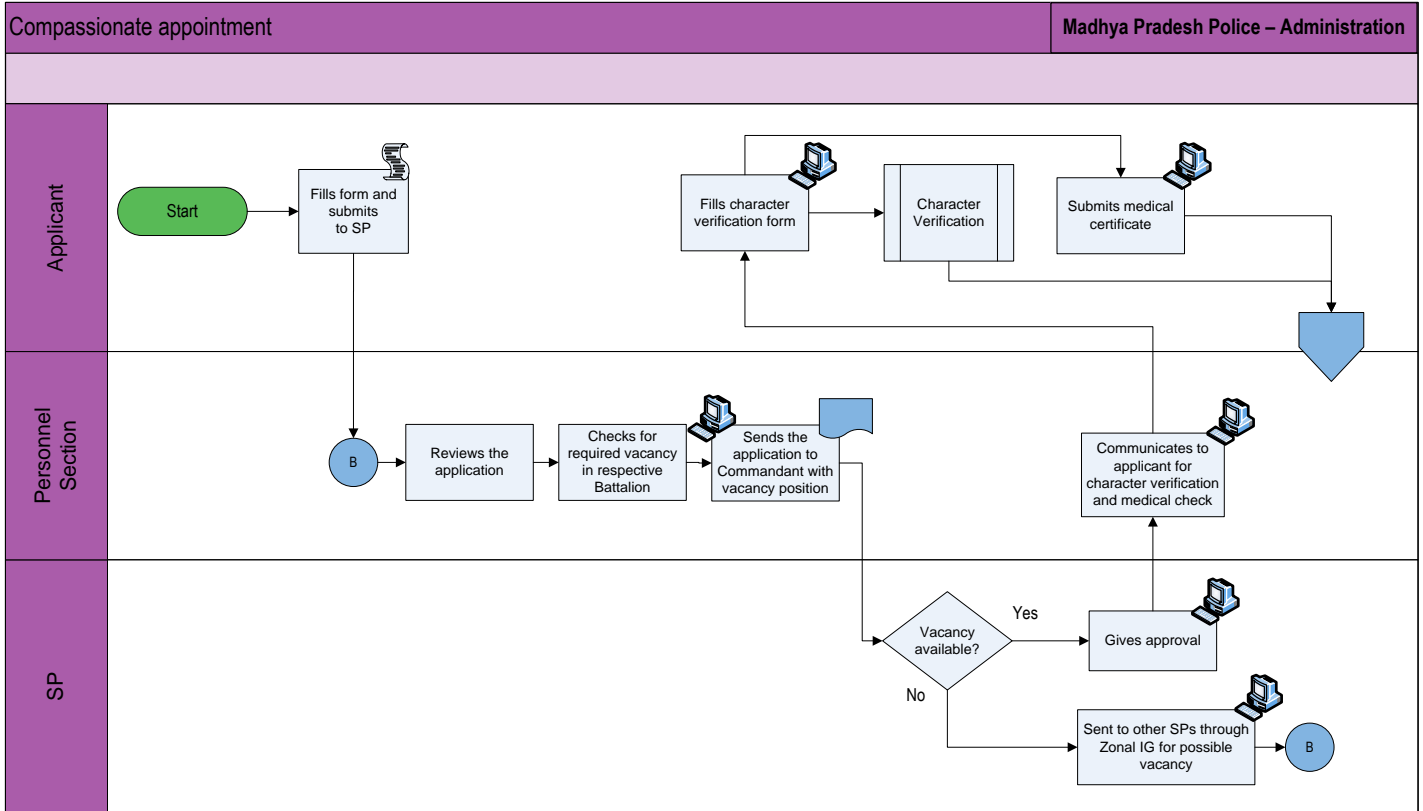 Compassionate appointment
Madhya Pradesh Police – Administration
Applicant
Start
Fills form and
submits
to SP
Fills character
verification form
Character
Verification
Submits medical
certificate
Personnel
Section
B
Reviews the
application
Checks for
required vacancy
in respective
Battalion
Sends the
application to
Commandant with
vacancy position
Communicates to
applicant for
character verification
and medical check
SP
Vacancy
available?
Yes
No
Gives approval
Sent to other SPs through
Zonal IG for possible
vacancy
B